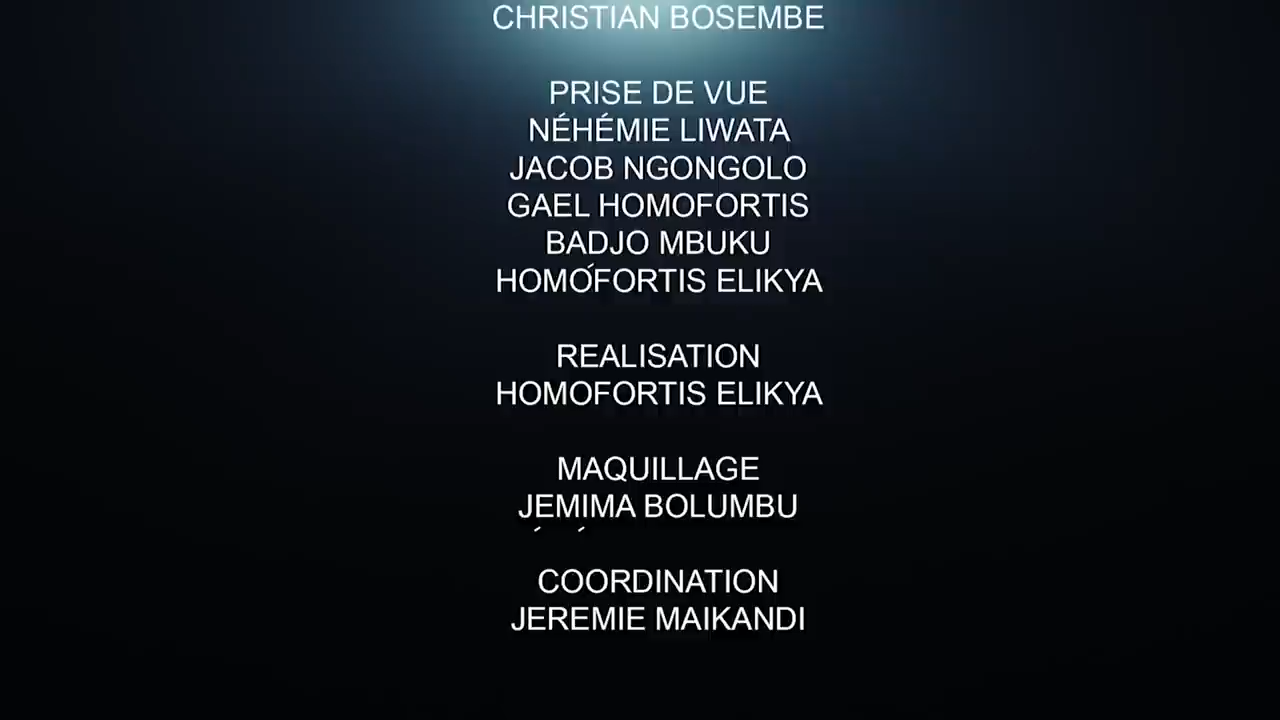 CHRISTIAN BOSEMBE
PRISE DE VUE
NÉHÉMIE LIWATA
JACOB NGONGOLO
GAEL HOMOFORTIS
BADJO MBUKU
HOMOFORTIS ELIKYA
REALISATION
HOMOFORTIS ELIKYA
MAQUILLAGE
JEMIMA BOLUMBU
COORDINATION
JEREMIE MAIKANDI